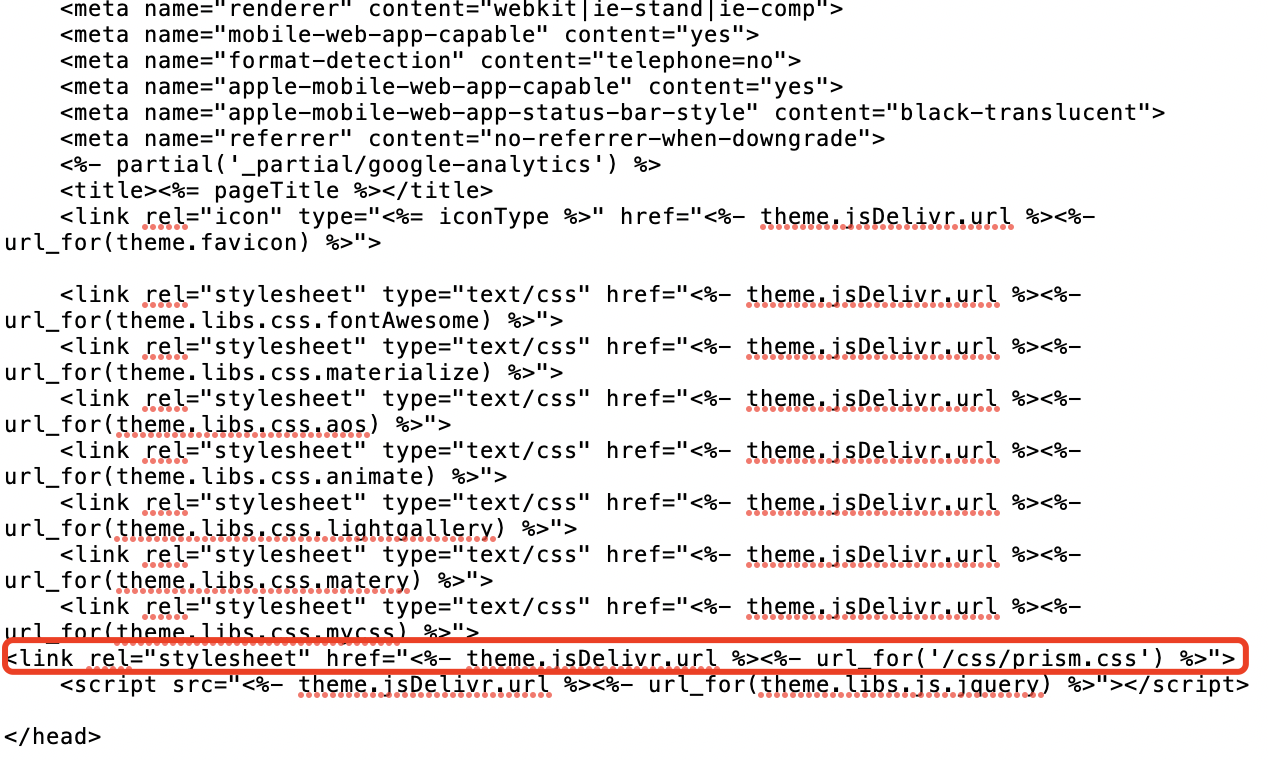 <meta name="renderer" content="webkit|ie-stand|ie-comp">
<meta name="mobile-web-app-capable" content="yes">
<meta name="format-detection" content="telephone=no">
<meta name="apple-mobile-web-app-capable" content="yes">
<meta name="apple-mobile-web-app-status-bar-style" content="black-translucent">
<meta name="referrer" content="no-referrer-when-downgrade">
<%- partial('_partial/google-analytics') %>
<title><%= pageTitle %></title>
<link rel="icon" type="<%= iconType %>" href="<%- theme.jsDelivr.url %><%-
url_for(theme.favicon) %>">
<link rel="stylesheet" type="text/css" href="<%- theme.jsDelivr.url %><%-
url_for(theme.libs.css.fontAwesome) %>">
<link rel="stylesheet" type="text/css" href="<%- theme.jsDelivr.url %><%-
url_for(theme.libs.css.materialize) %>">
<link rel="stylesheet" type="text/css" href="<%- theme.jsDelivr.url %><%-
url_for(theme.libs.css.aos) %>">
<link rel="stylesheet" type="text/css" href="<%- theme.jsDelivr.url %><%-
url_for(theme.libs.css.animate) %>">
<link rel="stylesheet" type="text/css" href="<%- theme.jsDelivr.url %><%-
url_for(theme.libs.css.lightgallery) %>">
<link rel="stylesheet" type="text/css" href="<%- theme.jsDelivr.url %><%-
url_for(theme.libs.css.matery) %>">
<link rel="stylesheet" type="text/css" href="<%- theme.jsDelivr.url %><%-
url_for(theme.libs.css.mycss) %>">
<link rel="stylesheet" href="<%- theme.jsDelivr.url %><%- url_for('/css/prism.css') %>">
<script src="<%- theme.jsDelivr.url %><%- url_for(theme.libs.js.jquery) %>"></script>
</head>